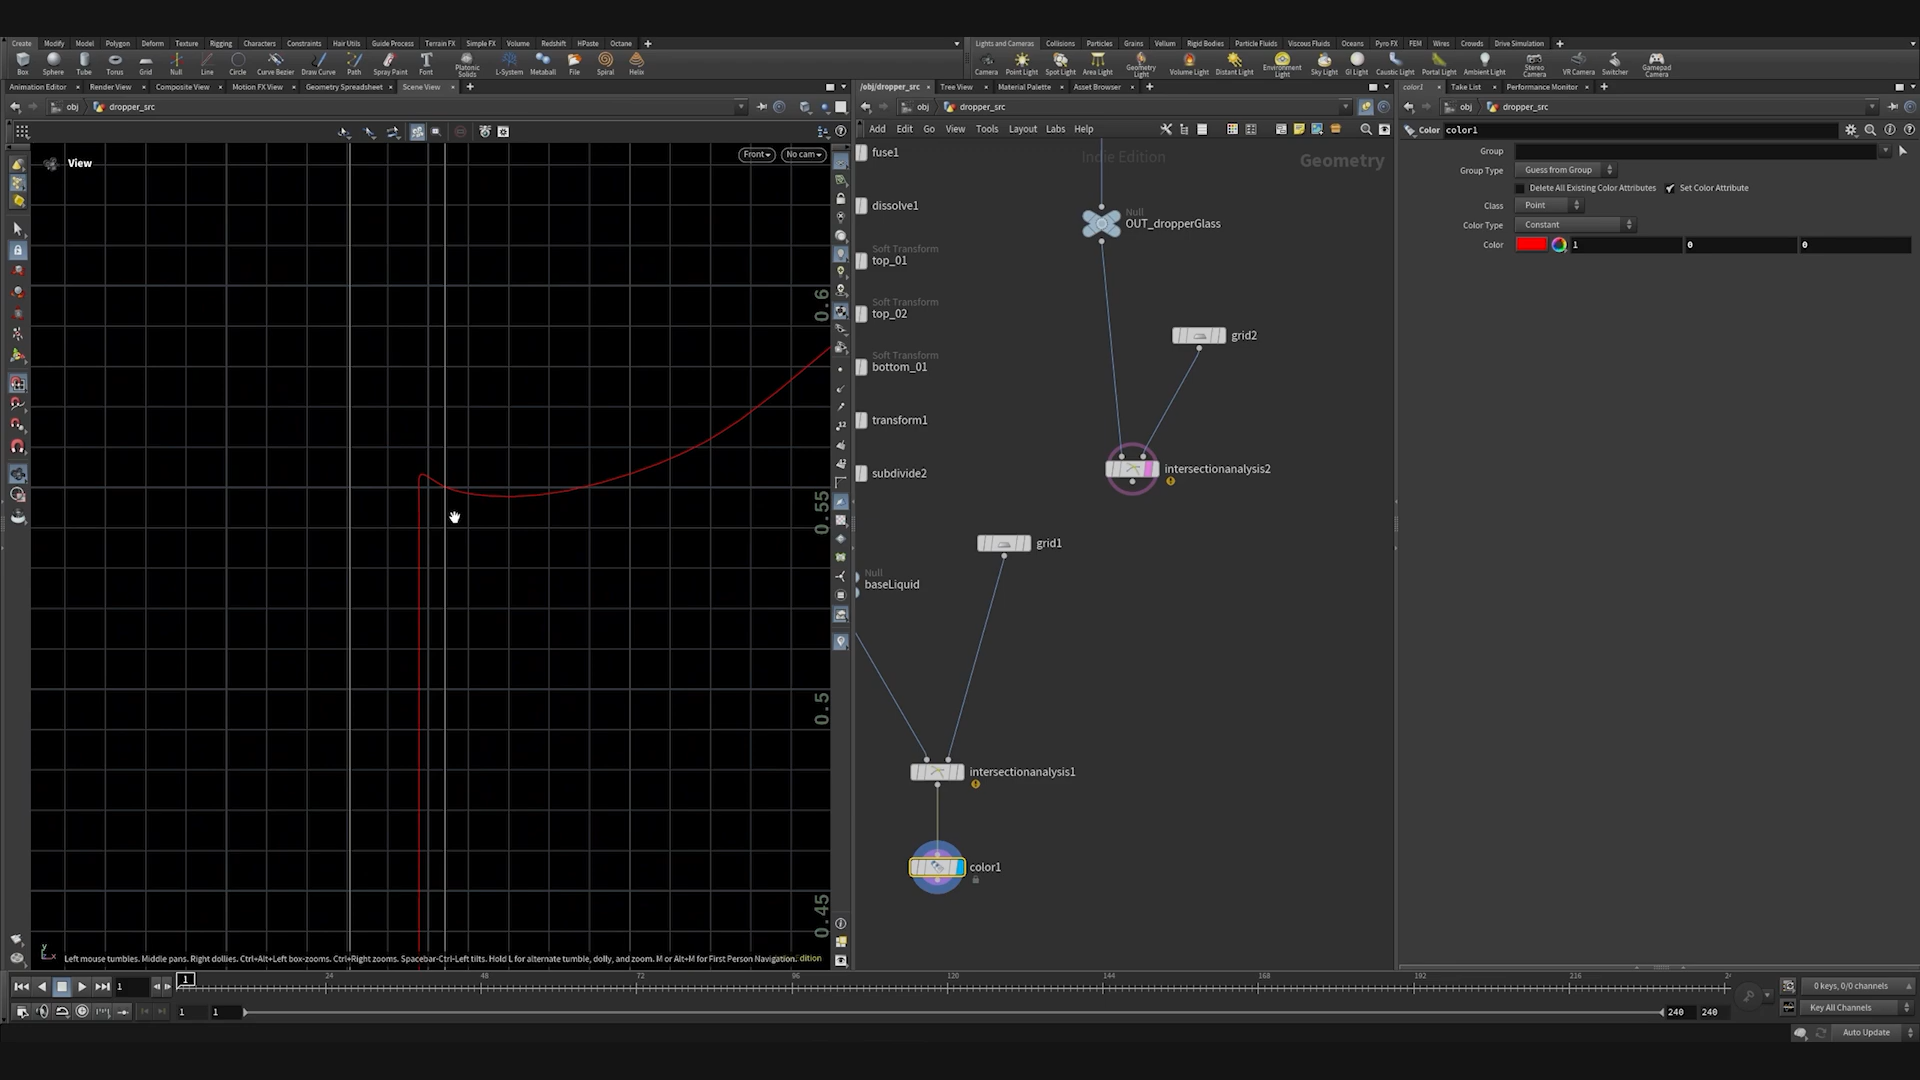 Create Modify Model Polygon Deform Texture Rigging Characters Constraints Hair Utils Guide Process Terrain FX Simple FX Volume Redshift HPaste Octane
Lights and Cameras Collisions Particles Grains Vellum Rigid Bodies Particle Fluids Viscous Fluids Oceans Pyro FX FEM Wires Crowds Drive Simulation
Box Sphere Tube Torus Grid Null Line Circle Curve Bezier Draw Curve Path Spray Paint Font Platonic Solids L-System Metaball File Spiral Helix
Camera Point Light Spot Light Area Light Geometry Light Volume Light Distant Light Environment Light Sky Light GI Light Caustic Light Portal Light Ambient Light Stereo Camera VR Camera Switcher Gamepad Camera
Animation Editor Render View Composite View Motion FX View Geometry Spreadsheet Scene View
/obj/dropper_src Tree View Material Palette Asset Browser
color1 Take List Performance Monitor
obj dropper_src
obj dropper_src
obj dropper_src
Add Edit Go View Tools Layout Labs Help
Color color1
Group
Group Type Guess from Group
Delete All Existing Color Attributes Set Color Attribute
Class Point
Color Type Constant
Color 1 0 0
View
Front No cam
0.6
0.55
0.5
0.45
Indie Edition
Geometry
fuse1
dissolve1
Soft Transform
top_01
Soft Transform
top_02
Soft Transform
bottom_01
transform1
subdivide2
Null
OUT_dropperGlass
grid2
intersectionanalysis2
grid1
Null
baseLiquid
intersectionanalysis1
color1
y
Left mouse tumbles. Middle pans. Right dollies. Ctrl+Alt+Left box-zooms. Ctrl+Right zooms. Spacebar-Ctrl-Left tilts. Hold L for alternate tumble, dolly, and zoom. M or Alt+M for First Person Navigation. dition
1 1 24 48 72 96 120 144 168 192 216
0 keys, 0/0 channels
1 1 240 240
Key All Channels
Auto Update